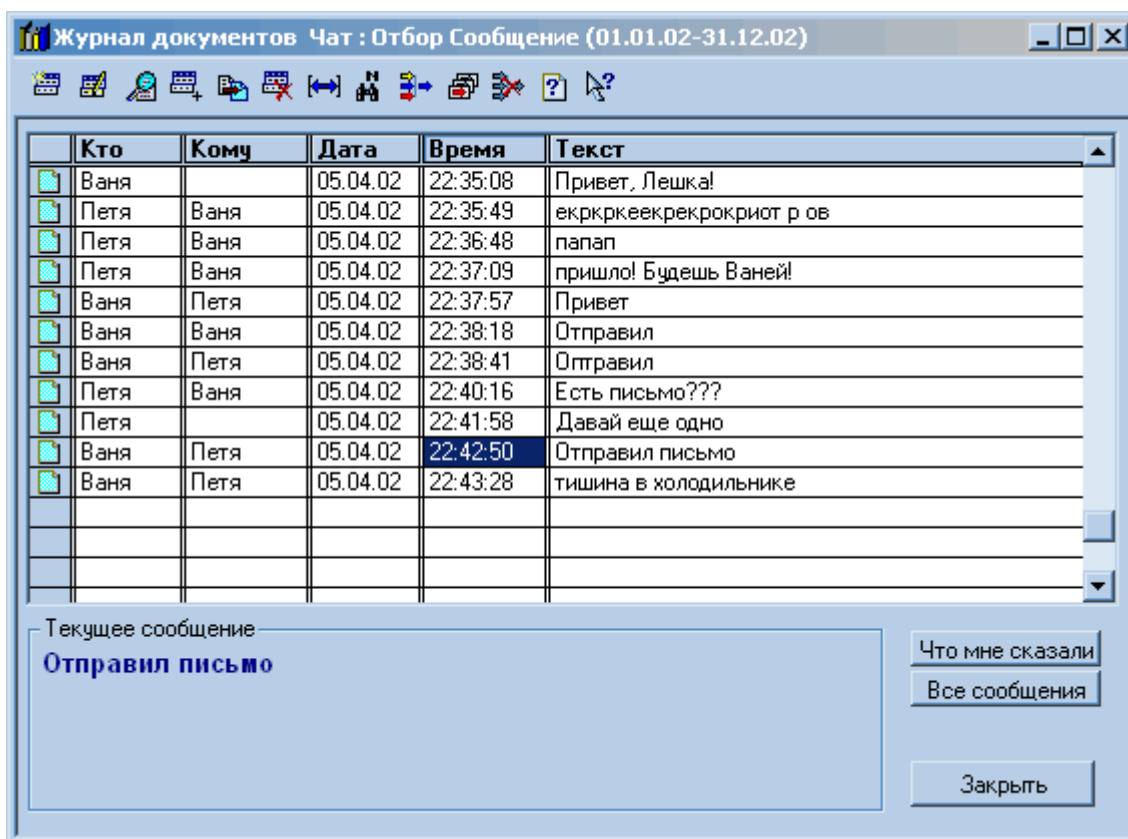 Журнал документов Чат : Отбор Сообщение (01.01.02-31.12.02)
Кто Кому Дата Время Текст
Ваня 05.04.02 22:35:08 Привет, Лешка!
Петя Ваня 05.04.02 22:35:49 екркркеекрекрокриот р ов
Петя Ваня 05.04.02 22:36:48 папап
Петя Ваня 05.04.02 22:37:09 пришло! Будешь Ваней!
Ваня Петя 05.04.02 22:37:57 Привет
Ваня Ваня 05.04.02 22:38:18 Отправил
Ваня Петя 05.04.02 22:38:41 Оптравил
Петя Ваня 05.04.02 22:40:16 Есть письмо???
Петя 05.04.02 22:41:58 Давай еще одно
Ваня Петя 05.04.02 22:42:50 Отправил письмо
Ваня Петя 05.04.02 22:43:28 тишина в холодильнике
Текущее сообщение
Отправил письмо
Что мне сказали
Все сообщения
Закрыть